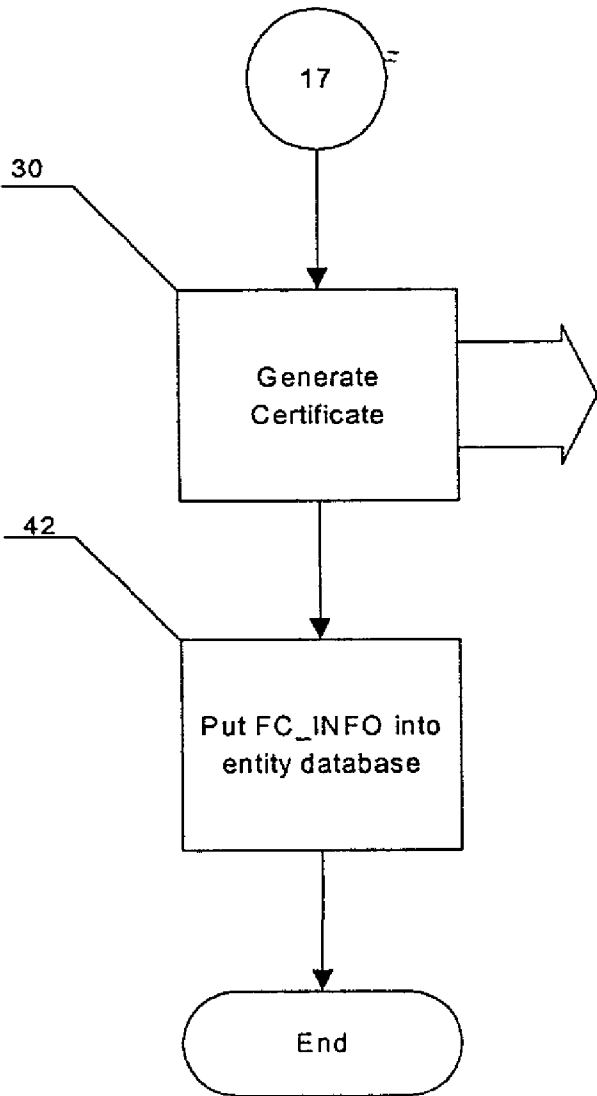 17
30
Generate
Certificate
42
Put FC_INFO into
entity database
End